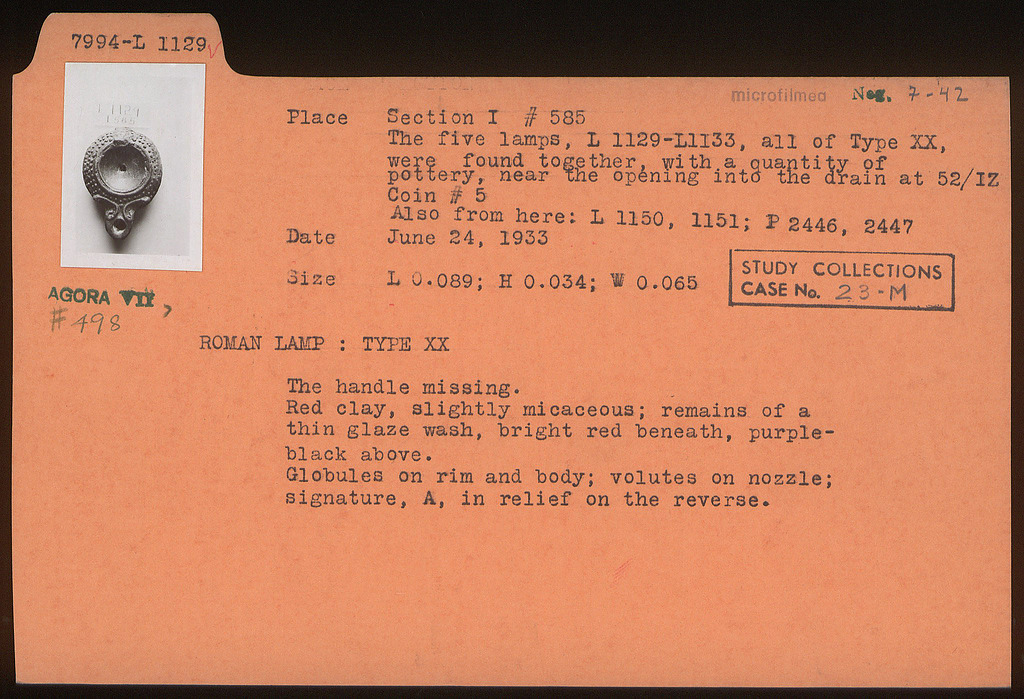 7994-L 1129
L 1129
microfilmed Neg. 7-42
Place Section I # 585
The five lamps, L 1129-L1133, all of Type XX,
were found together, with a quantity of
pottery, near the opening into the drain at 52/IZ
Coin # 5
Also from here: L 1150, 1151; P 2446, 2447
Date June 24, 1933
Size L 0.089; H 0.034; W 0.065
STUDY COLLECTIONS
CASE No. 23-M
AGORA VII,
# 498
ROMAN LAMP : TYPE XX
The handle missing.
Red clay, slightly micaceous; remains of a
thin glaze wash, bright red beneath, purple-
black above.
Globules on rim and body; volutes on nozzle;
signature, A, in relief on the reverse.